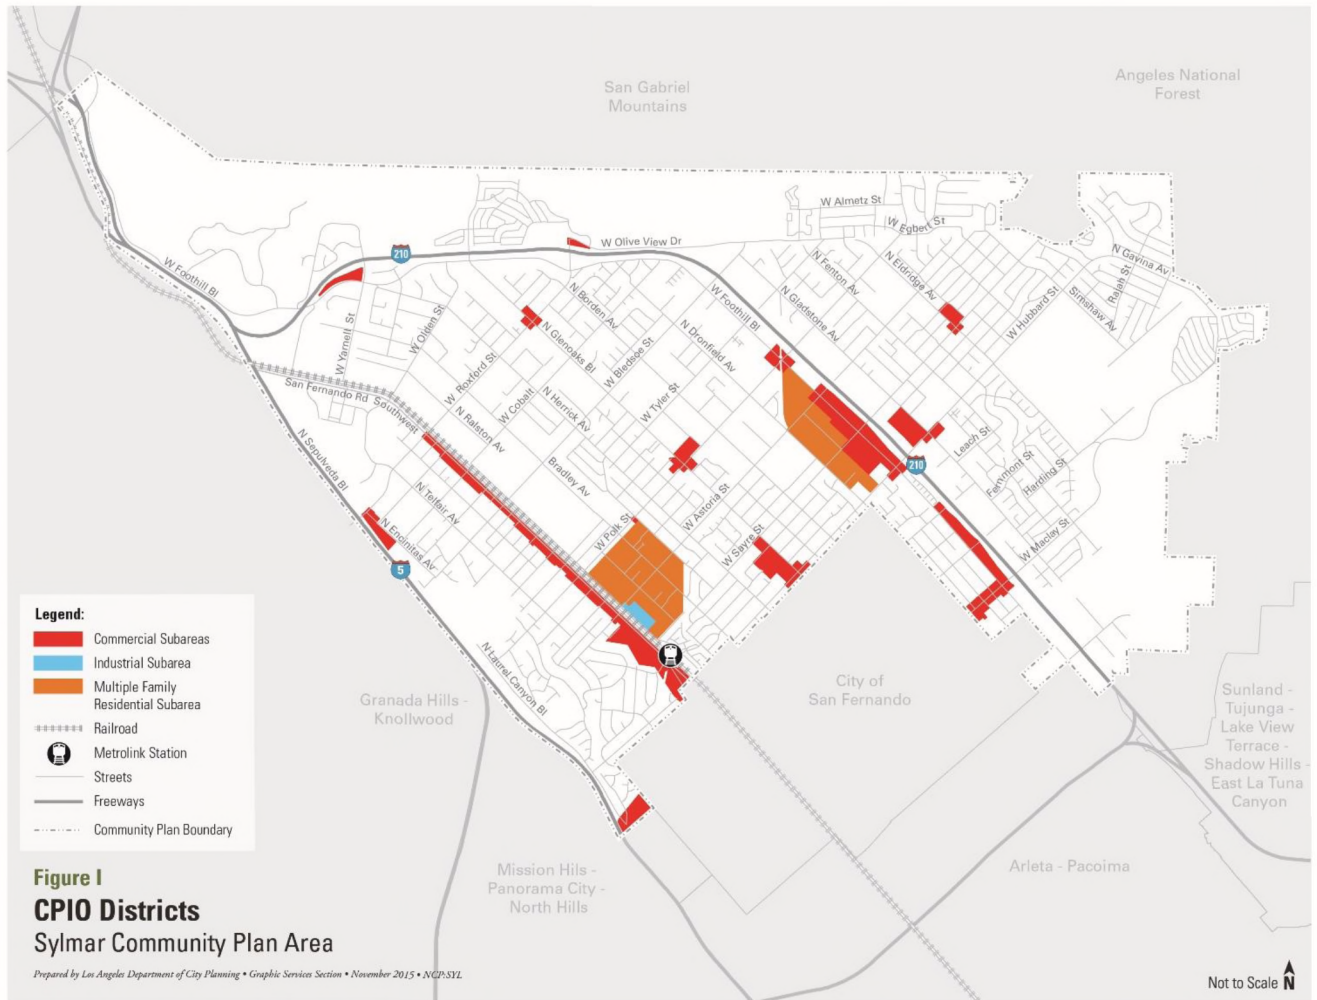 San Gabriel
Mountains
Angeles National
Forest
W Almetz St
W Egbert St
W Olive View Dr
210
N Gavina Av
W Foothill Bl
N Fenton Av
N Eldridge Av
Rajah St
Simshaw Av
W Hubbard St
N Borden Av
W Foothill Bl
N Gladstone Av
W Yarnell St
W Olden St
N Glenoaks Bl
N Dronfield Av
W Bledsoe St
W Roxford St
San Fernando Rd
Southwest
W Cobalt
N Herrick Av
W Tyler St
N Ralston Av
N Sepulveda Bl
Leach St
210
Fernmont St
Harding St
Bradley Av
N Telfair Av
W Astoria St
W Polk St
W Sayre St
W Maclay St
N Encinitas Av
5
N Laurel Canyon Bl
Granada Hills -
Knollwood
City of
San Fernando
Sunland -
Tujunga -
Lake View
Terrace -
Shadow Hills -
East La Tuna
Canyon
Mission Hils -
Panorama City -
North Hills
Arleta - Pacoima
Legend:
Commercial Subareas
Industrial Subarea
Multiple Family
Residential Subarea
Railroad
Metrolink Station
Streets
Freeways
Community Plan Boundary
Figure I
CPIO Districts
Sylmar Community Plan Area
Prepared by Los Angeles Department of City Planning • Graphic Services Section • November 2015 • NCP:SYL
Not to Scale N